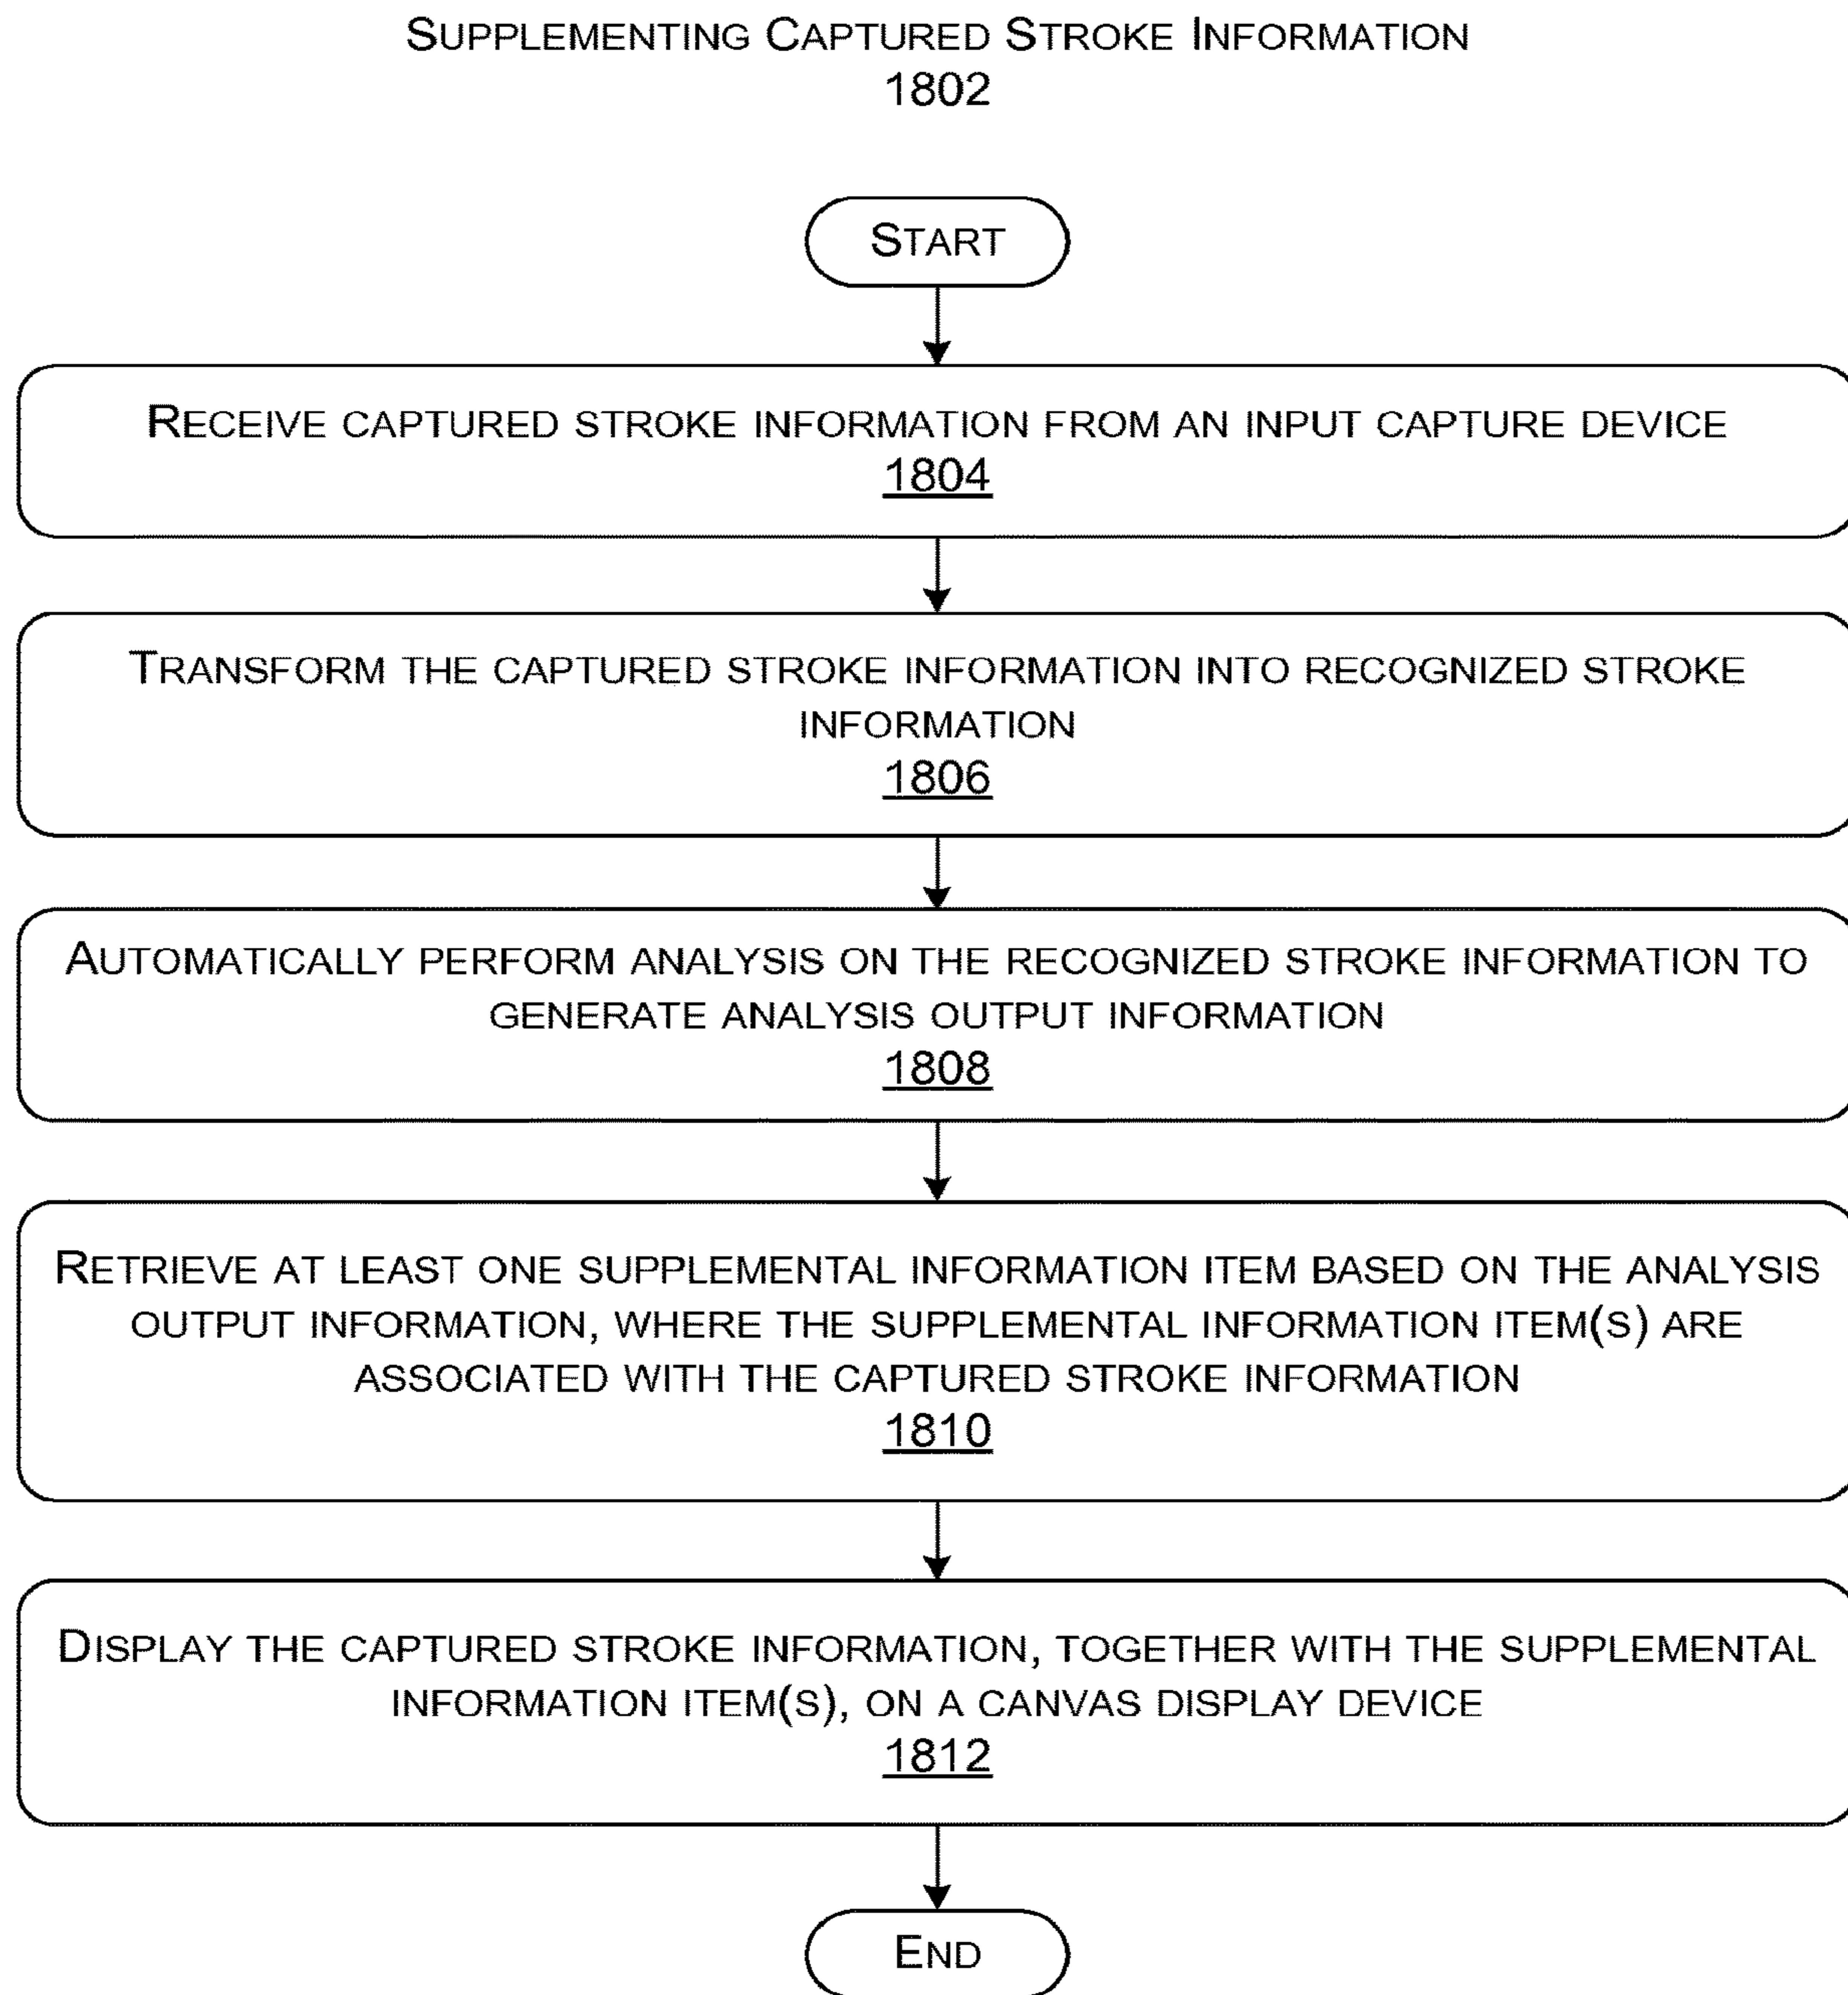 SUPPLEMENTING CAPTURED STROKE INFORMATION
1802
START
RECEIVE CAPTURED STROKE INFORMATION FROM AN INPUT CAPTURE DEVICE
1804
TRANSFORM THE CAPTURED STROKE INFORMATION INTO RECOGNIZED STROKE
INFORMATION
1806
AUTOMATICALLY PERFORM ANALYSIS ON THE RECOGNIZED STROKE INFORMATION TO
GENERATE ANALYSIS OUTPUT INFORMATION
1808
RETRIEVE AT LEAST ONE SUPPLEMENTAL INFORMATION ITEM BASED ON THE ANALYSIS
OUTPUT INFORMATION, WHERE THE SUPPLEMENTAL INFORMATION ITEM(S) ARE
ASSOCIATED WITH THE CAPTURED STROKE INFORMATION
1810
DISPLAY THE CAPTURED STROKE INFORMATION, TOGETHER WITH THE SUPPLEMENTAL
INFORMATION ITEM(S), ON A CANVAS DISPLAY DEVICE
1812
END